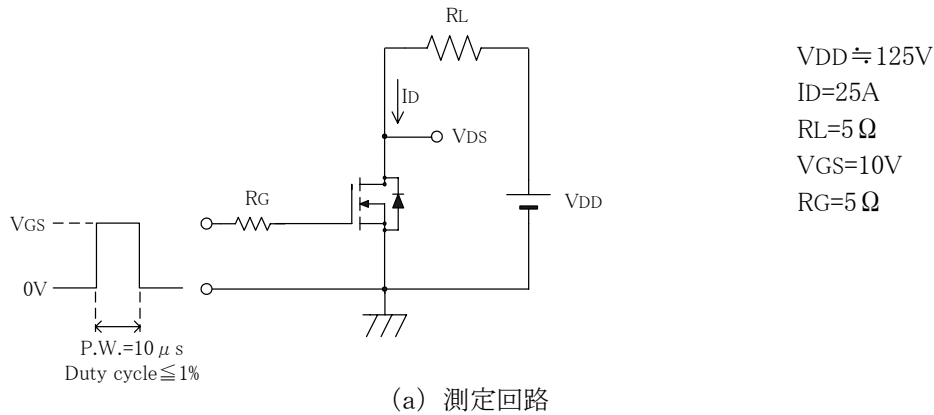 RL
ID
VDS
RG
VDD
VGS
0V
P.W.=10μs
Duty cycle≦1%
VDD≒125V
ID=25A
RL=5Ω
VGS=10V
RG=5Ω
(a) 測定回路